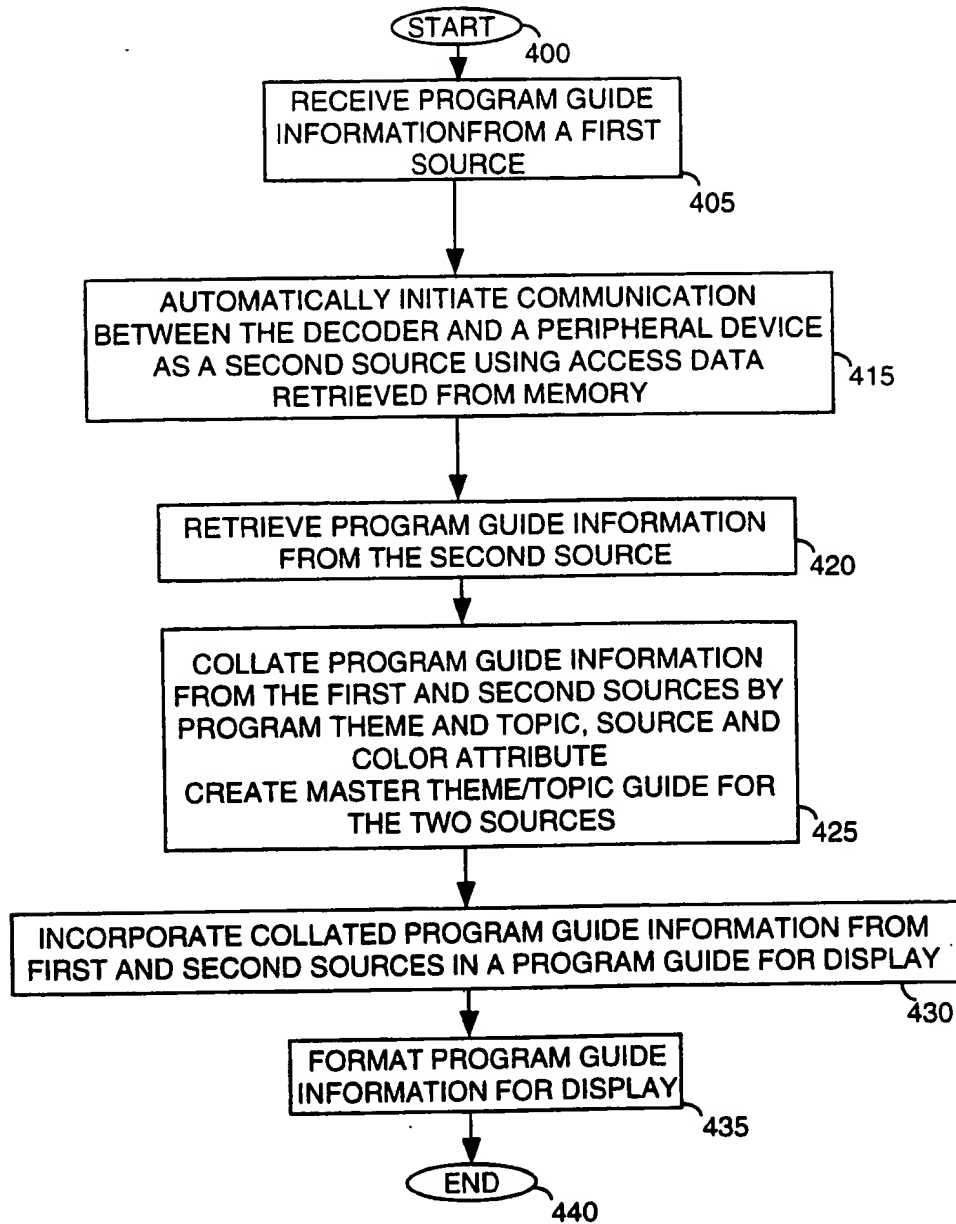 START
400
RECEIVE PROGRAM GUIDE
INFORMATIONFROM A FIRST
SOURCE
405
AUTOMATICALLY INITIATE COMMUNICATION
BETWEEN THE DECODER AND A PERIPHERAL DEVICE
AS A SECOND SOURCE USING ACCESS DATA
RETRIEVED FROM MEMORY
415
RETRIEVE PROGRAM GUIDE INFORMATION
FROM THE SECOND SOURCE
420
COLLATE PROGRAM GUIDE INFORMATION
FROM THE FIRST AND SECOND SOURCES BY
PROGRAM THEME AND TOPIC, SOURCE AND
COLOR ATTRIBUTE
CREATE MASTER THEME/TOPIC GUIDE FOR
THE TWO SOURCES
425
INCORPORATE COLLATED PROGRAM GUIDE INFORMATION FROM
FIRST AND SECOND SOURCES IN A PROGRAM GUIDE FOR DISPLAY
430
FORMAT PROGRAM GUIDE
INFORMATION FOR DISPLAY
435
END
440